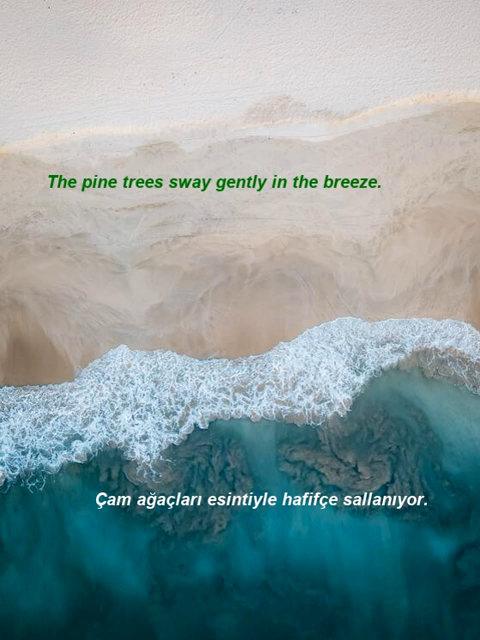 The pine trees sway gently in the breeze.
Çam ağaçları esintiyle hafifçe sallanıyor.